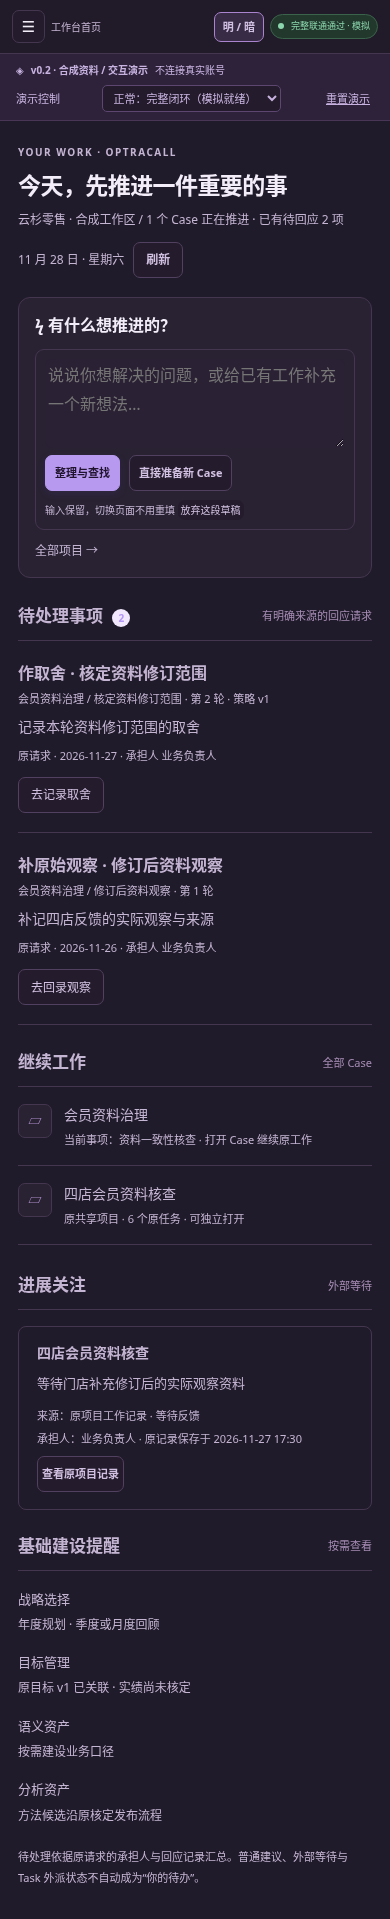 ☰ 工作台首页 明 / 暗 完整联通通过 · 模拟
◈ v0.2 · 合成资料 / 交互演示 不连接真实账号
演示控制 正常：完整闭环（模拟就绪） 重置演示
YOUR WORK · OPTRACALL
今天，先推进一件重要的事
云杉零售 · 合成工作区 / 1 个 Case 正在推进 · 已有待回应 2 项
11 月 28 日 · 星期六 刷新
有什么想推进的？
说说你想解决的问题，或给已有工作补充
一个新想法…
整理与查找 直接准备新 Case
输入保留，切换页面不用重填 放弃这段草稿
全部项目 →
待处理事项 2 有明确来源的回应请求
作取舍 · 核定资料修订范围
会员资料治理 / 核定资料修订范围 · 第 2 轮 · 策略 v1
记录本轮资料修订范围的取舍
原请求 · 2026-11-27 · 承担人 业务负责人
去记录取舍
补原始观察 · 修订后资料观察
会员资料治理 / 修订后资料观察 · 第 1 轮
补记四店反馈的实际观察与来源
原请求 · 2026-11-26 · 承担人 业务负责人
去回录观察
继续工作 全部 Case
会员资料治理
当前事项：资料一致性核查 · 打开 Case 继续原工作
四店会员资料核查
原共享项目 · 6 个原任务 · 可独立打开
进展关注 外部等待
四店会员资料核查
等待门店补充修订后的实际观察资料
来源：原项目工作记录 · 等待反馈
承担人：业务负责人 · 原记录保存于 2026-11-27 17:30
查看原项目记录
基础建设提醒 按需查看
战略选择
年度规划 · 季度或月度回顾
目标管理
原目标 v1 已关联 · 实绩尚未核定
语义资产
按需建设业务口径
分析资产
方法候选沿原核定发布流程
待处理依据原请求的承担人与回应记录汇总。普通建议、外部等待与
Task 外派状态不自动成为“你的待办”。